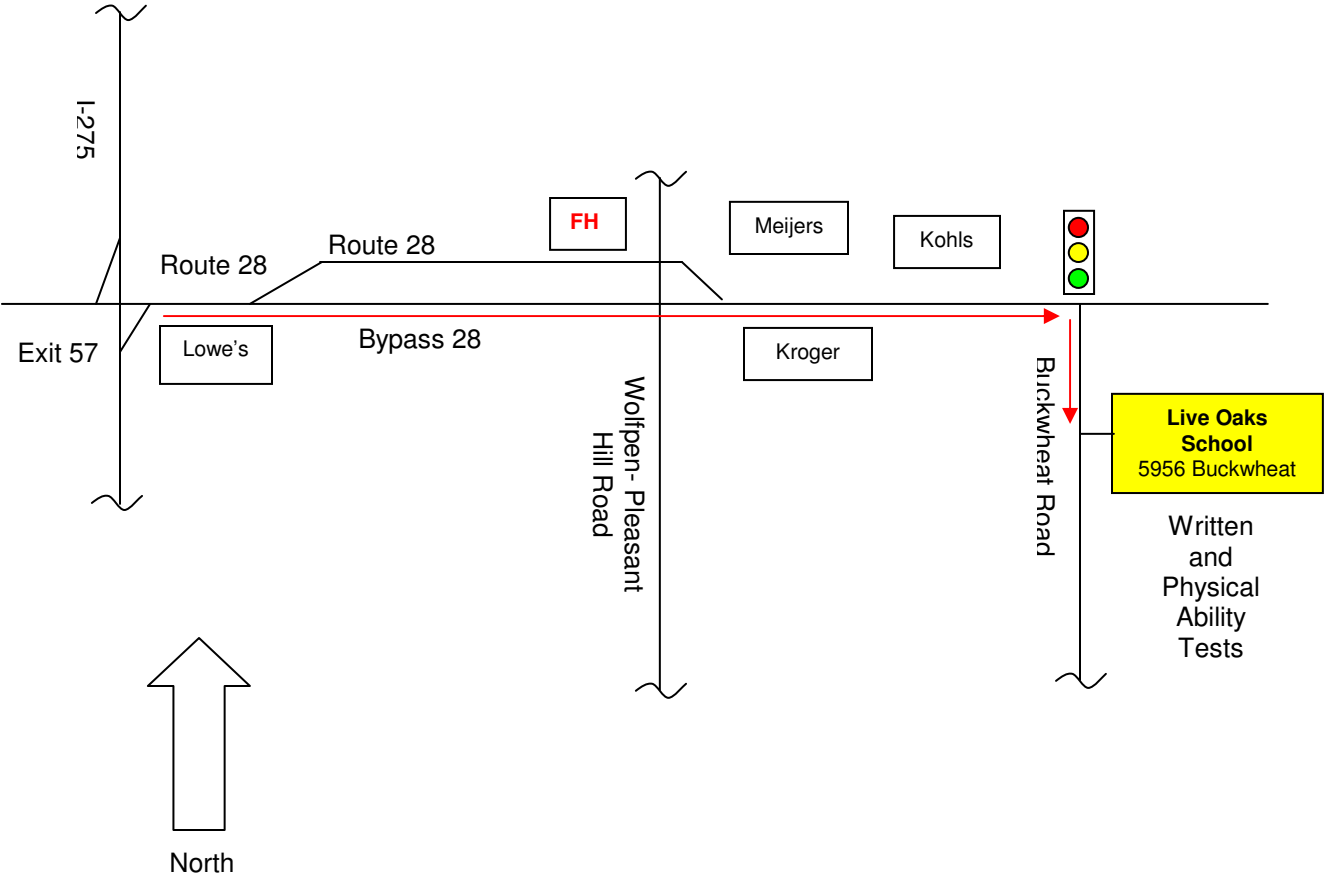 I-275
Route 28
Route 28
FH
Meijers
Kohls
Exit 57
Lowe's
Bypass 28
Kroger
Wolfpen- Pleasant
Hill Road
Buckwheat Road
Live Oaks
School
5956 Buckwheat
Written
and
Physical
Ability
Tests
North